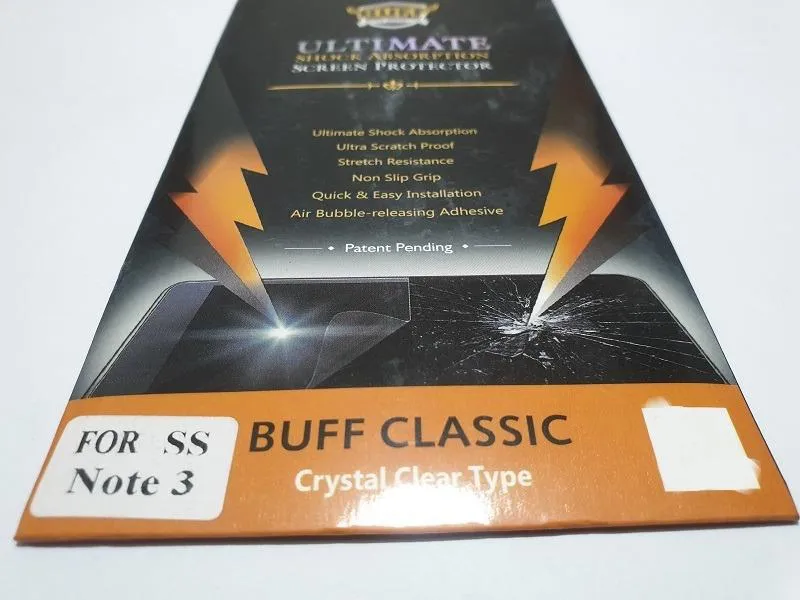 BUFF
ULTIMATE
SHOCK ABSORPTION
SCREEN PROTECTOR
Ultimate Shock Absorption
Ultra Scratch Proof
Stretch Resistance
Non Slip Grip
Quick & Easy Installation
Air Bubble-releasing Adhesive
Patent Pending
FOR SS
Note 3
BUFF CLASSIC
Crystal Clear Type